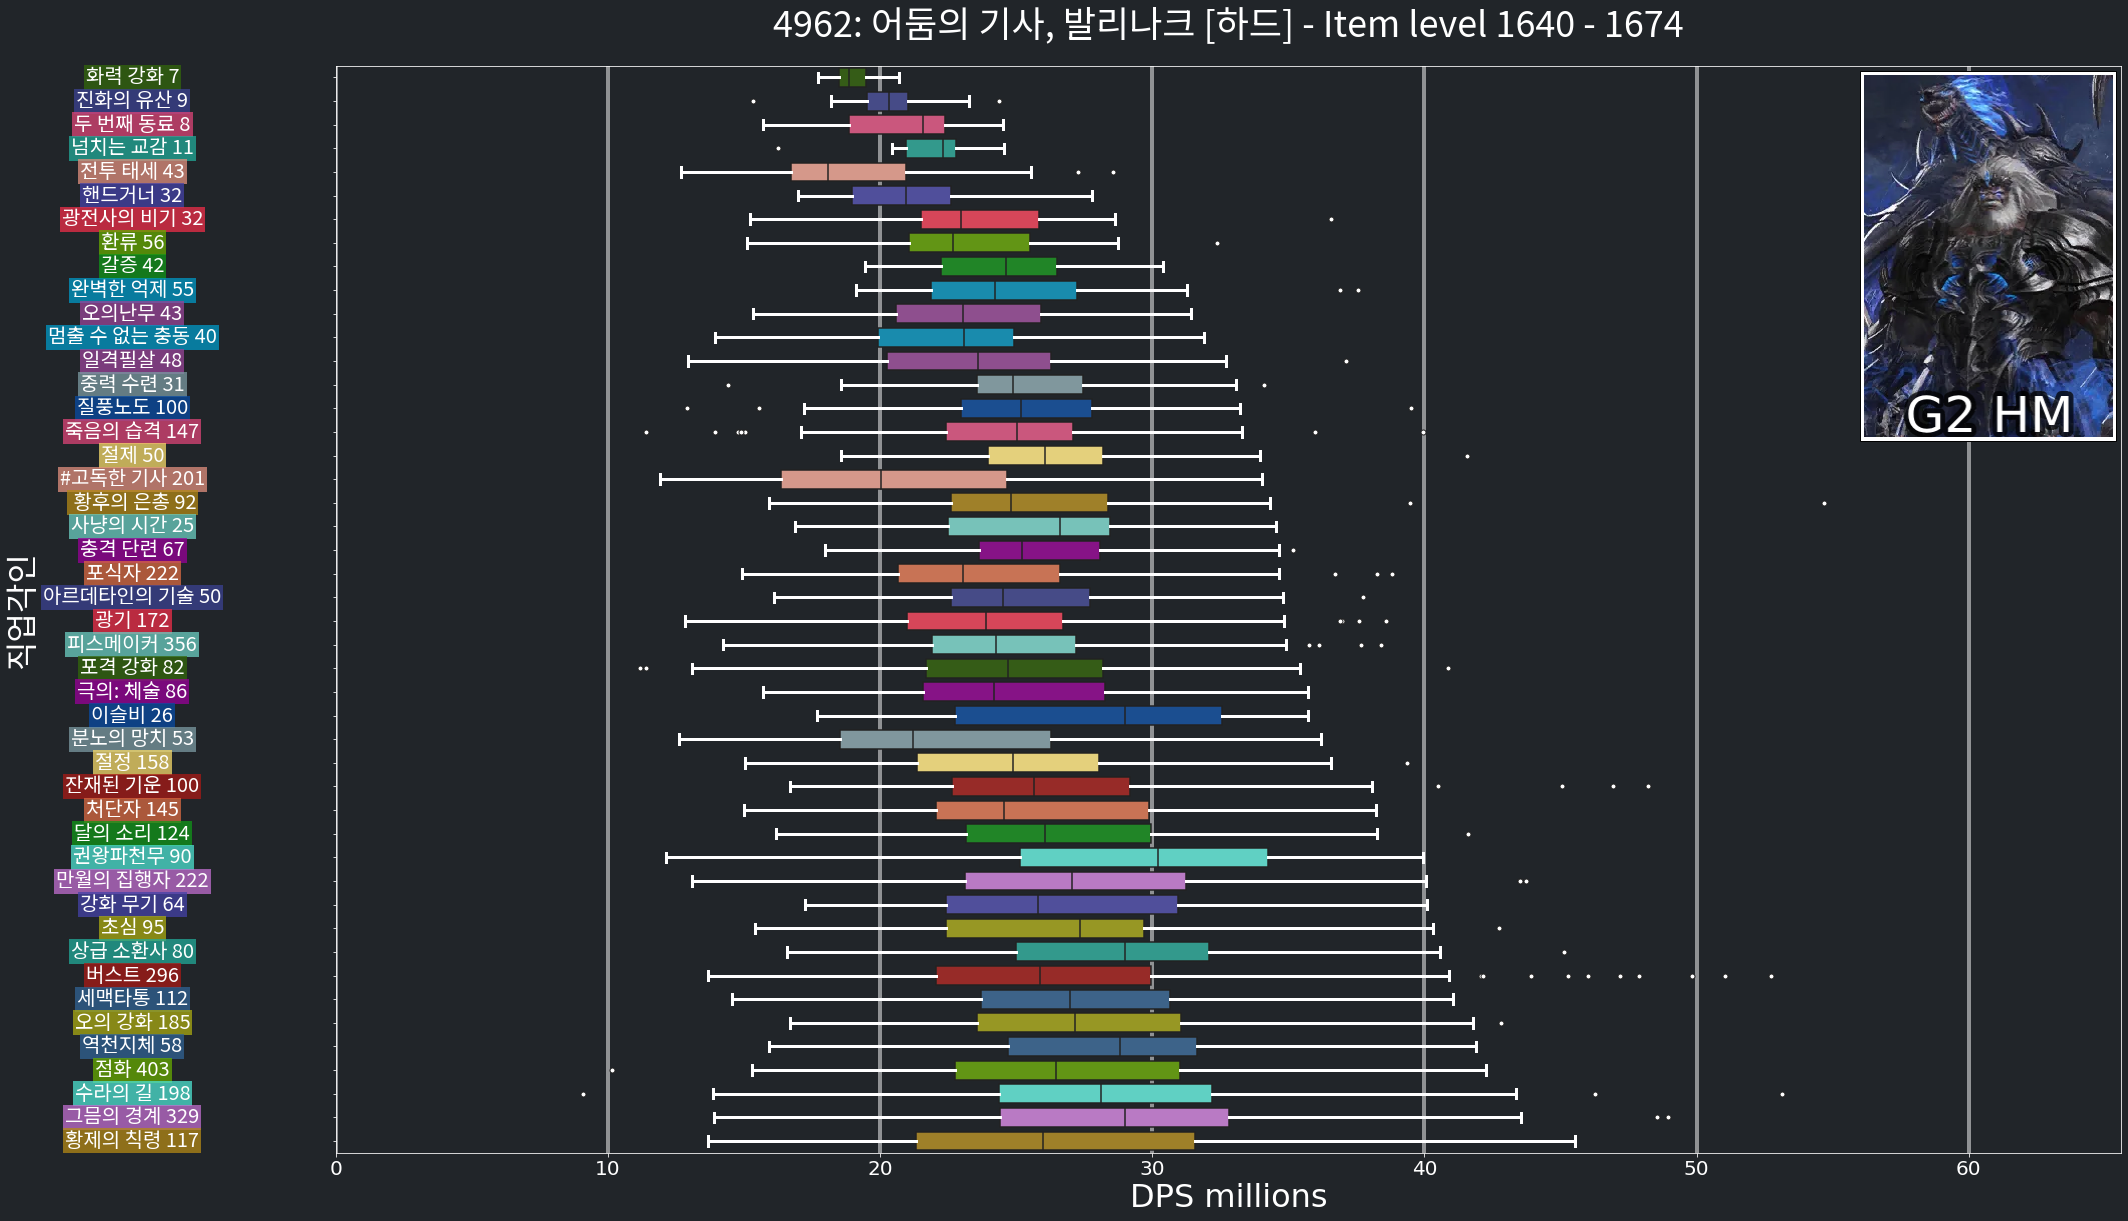 4962: 어둠의 기사, 발리나크 [하드] - Item level 1640 - 1674
화력 강화 7
진화의 유산 9
두 번째 동료 8
넘치는 교감 11
전투 태세 43
핸드거너 32
광전사의 비기 32
환류 56
갈증 42
완벽한 억제 55
오의난무 43
멈출 수 없는 충동 40
일격필살 48
중력 수련 31
질풍노도 100
죽음의 습격 147
절제 50
#고독한 기사 201
황후의 은총 92
사냥의 시간 25
충격 단련 67
포식자 222
아르데타인의 기술 50
광기 172
피스메이커 356
포격 강화 82
극의: 체술 86
이슬비 26
분노의 망치 53
절정 158
잔재된 기운 100
처단자 145
달의 소리 124
권왕파천무 90
만월의 집행자 222
강화 무기 64
초심 95
상급 소환사 80
버스트 296
세맥타통 112
오의 강화 185
역천지체 58
점화 403
수라의 길 198
그믐의 경계 329
황제의 칙령 117
직업각인
G2 HM
0 10 20 30 40 50 60
DPS millions